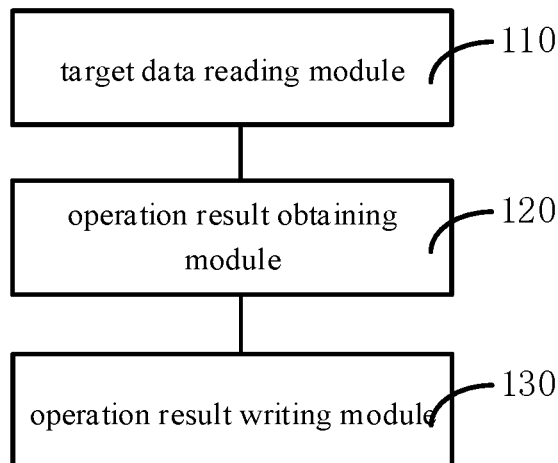 target data reading module
110
operation result obtaining
module
120
operation result writing module
130